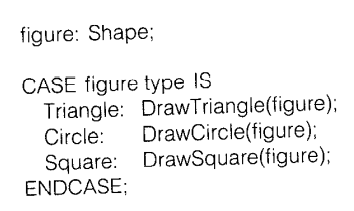 figure: Shape;
CASE figure type IS
Triangle: DrawTriangle(figure);
Circle: DrawCircle(figure);
Square: DrawSquare(figure);
ENDCASE;